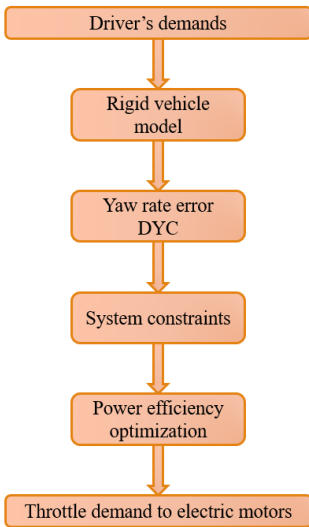 Driver's demands
Rigid vehicle
model
Yaw rate error
DYC
System constraints
Power efficiency
optimization
Throttle demand to electric motors